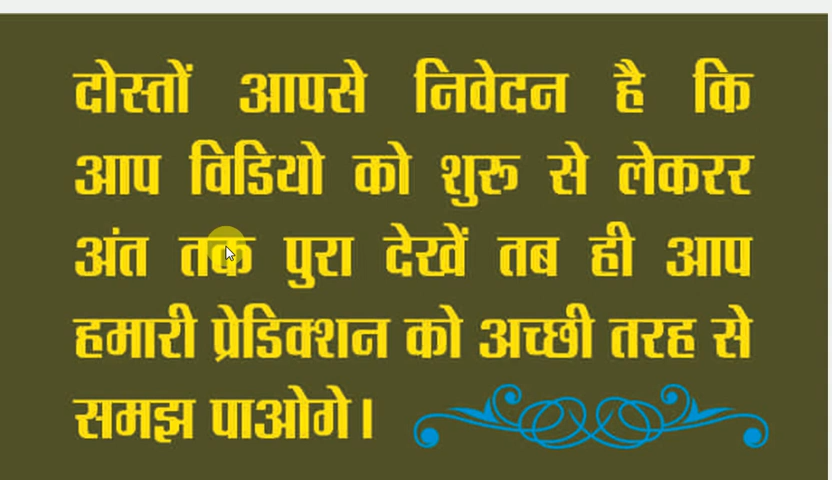 दोस्तों आपसे निवेदन है कि
आप विडियो को शुरू से लेकरर
अंत तक पुरा देखें तब ही आप
हमारी प्रेडिक्शन को अच्छी तरह से
समझ पाओगे।